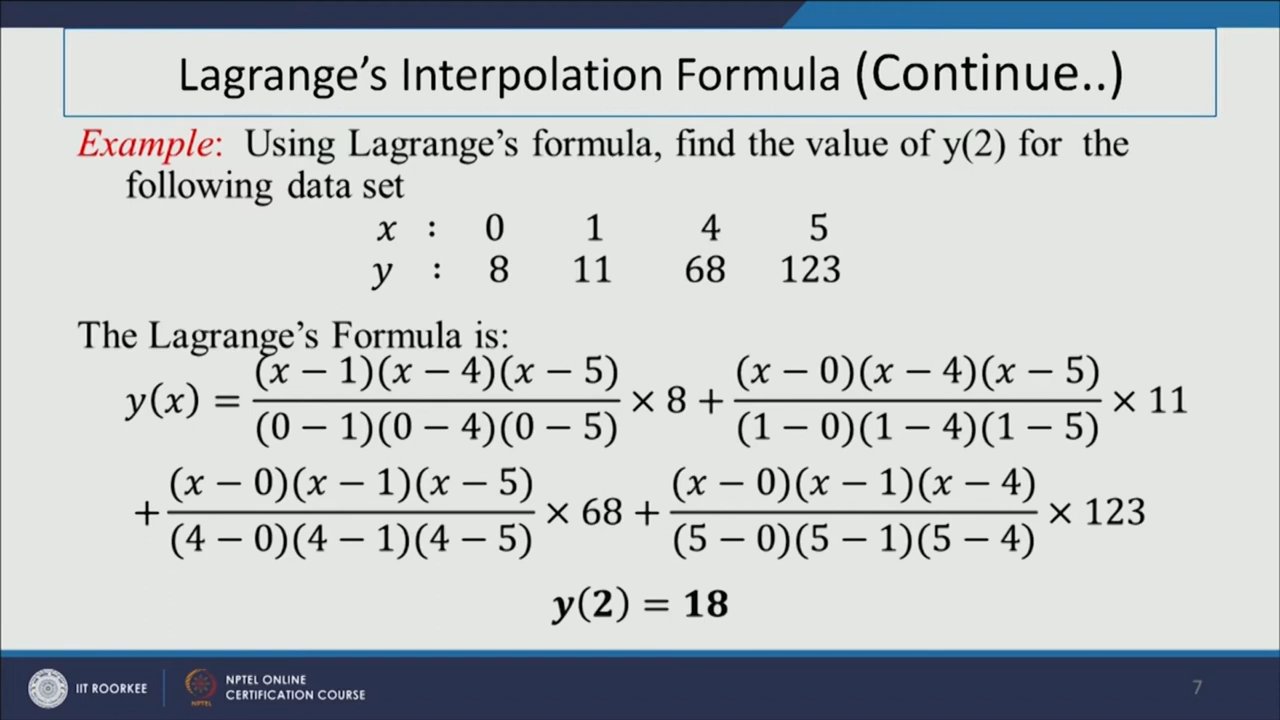 Lagrange's Interpolation Formula (Continue..)
Example: Using Lagrange's formula, find the value of y(2) for the
following data set
x : 0 1 4 5
y : 8 11 68 123
The Lagrange's Formula is:
y(x) = (x − 1)(x − 4)(x − 5) / (0 − 1)(0 − 4)(0 − 5) × 8 + (x − 0)(x − 4)(x − 5) / (1 − 0)(1 − 4)(1 − 5) × 11
+ (x − 0)(x − 1)(x − 5) / (4 − 0)(4 − 1)(4 − 5) × 68 + (x − 0)(x − 1)(x − 4) / (5 − 0)(5 − 1)(5 − 4) × 123
y(2) = 18
IIT ROORKEE
NPTEL
NPTEL ONLINE
CERTIFICATION COURSE
7